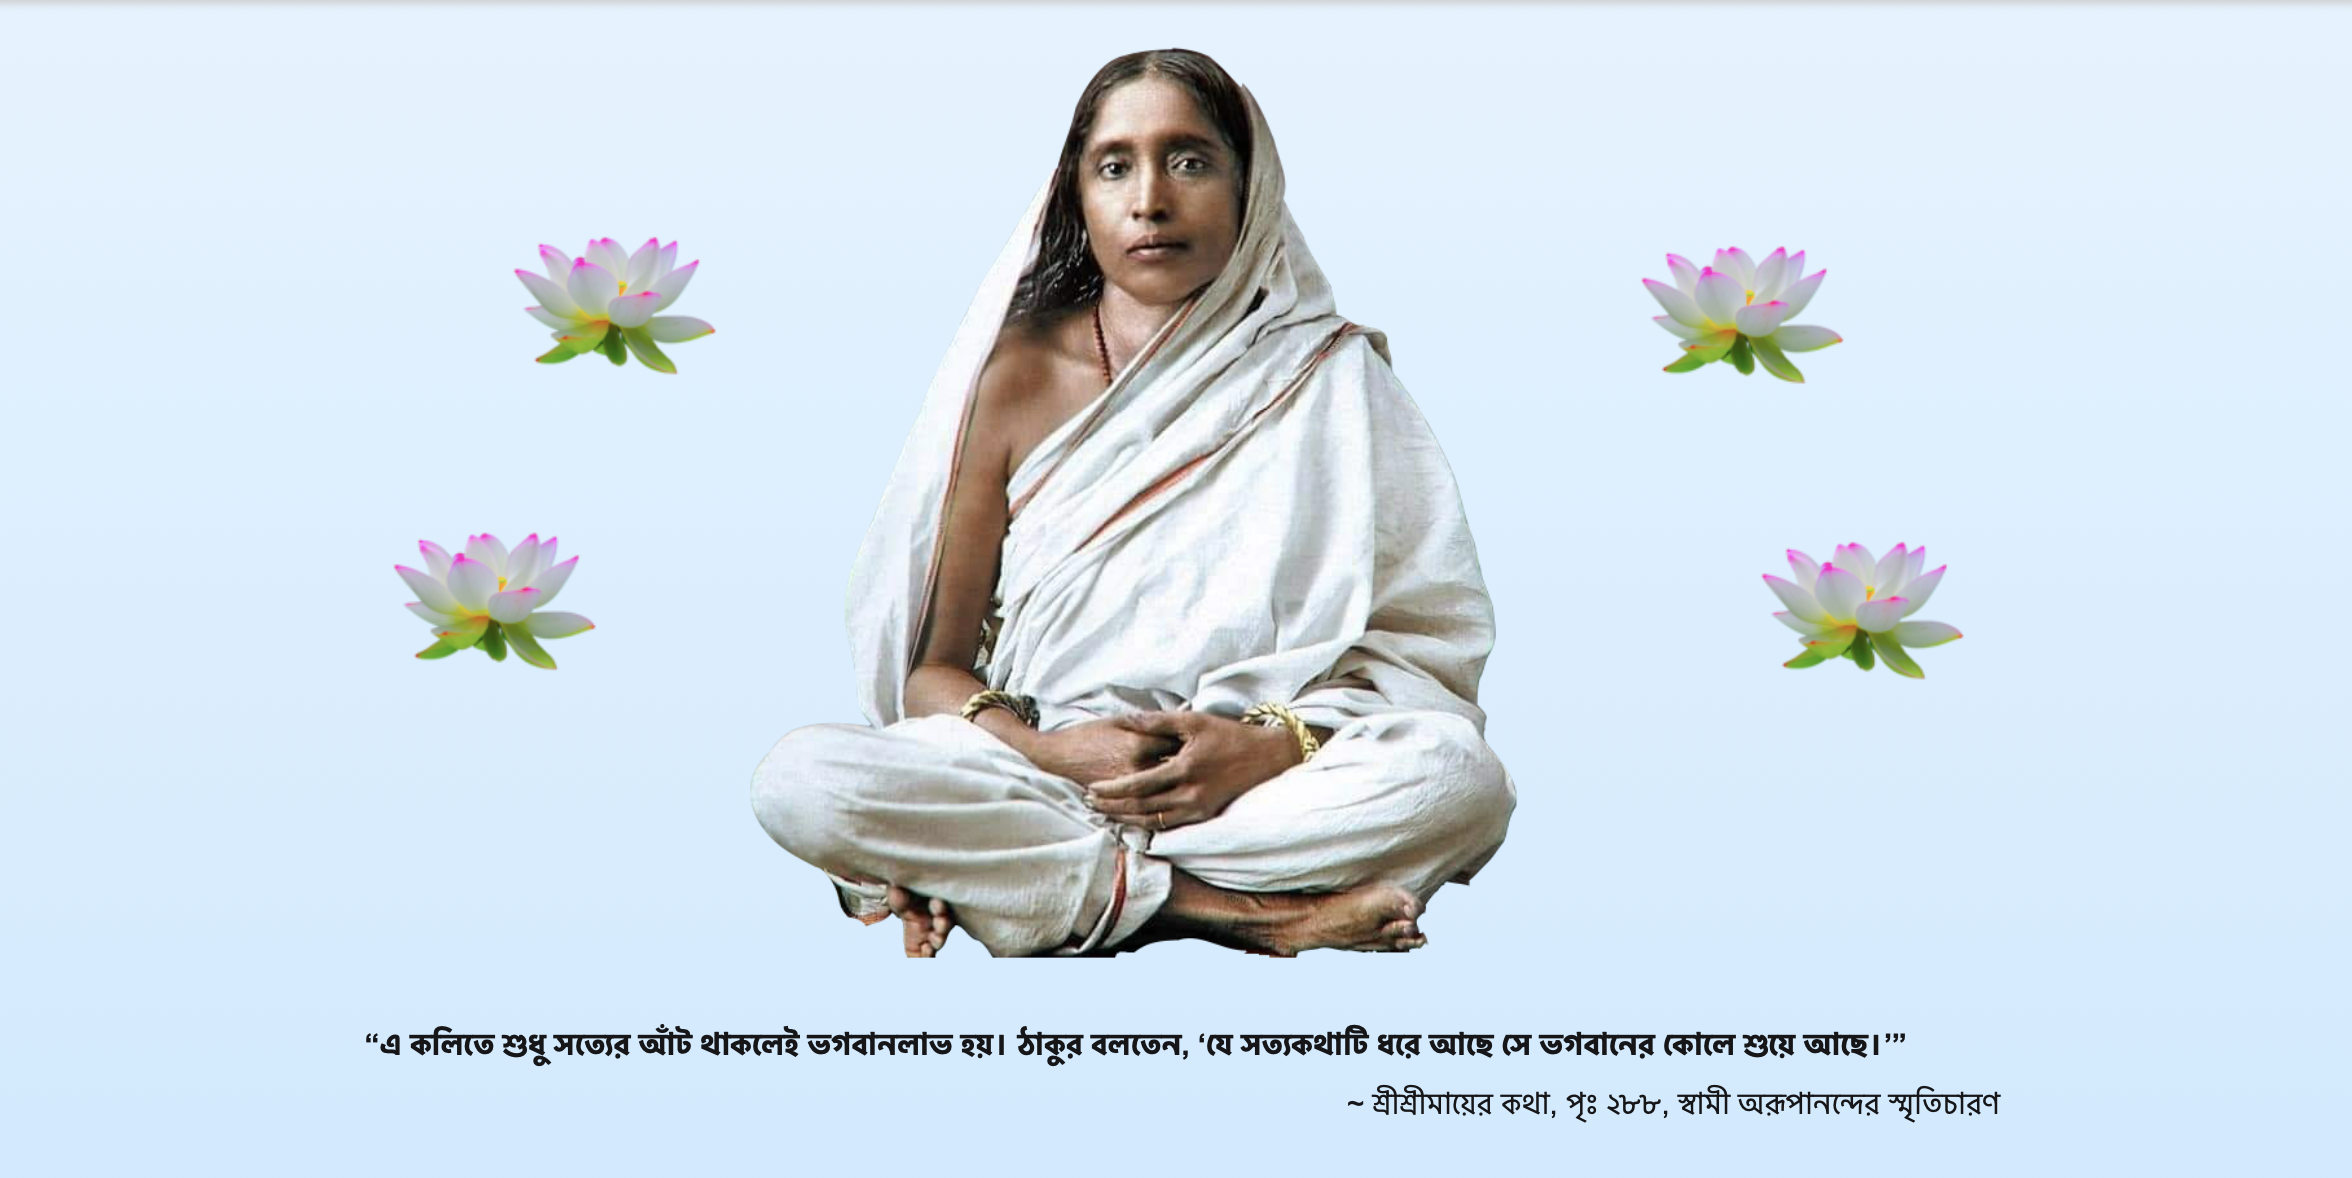 “এ কলিতে শুধু সত্যের আঁট থাকলেই ভগবানলাভ হয়। ঠাকুর বলতেন, ‘যে সত্যকথাটি ধরে আছে সে ভগবানের কোলে শুয়ে আছে।’”
~ শ্রীশ্রীমায়ের কথা, পৃঃ ২৮৮, স্বামী অরূপানন্দের স্মৃতিচারণ